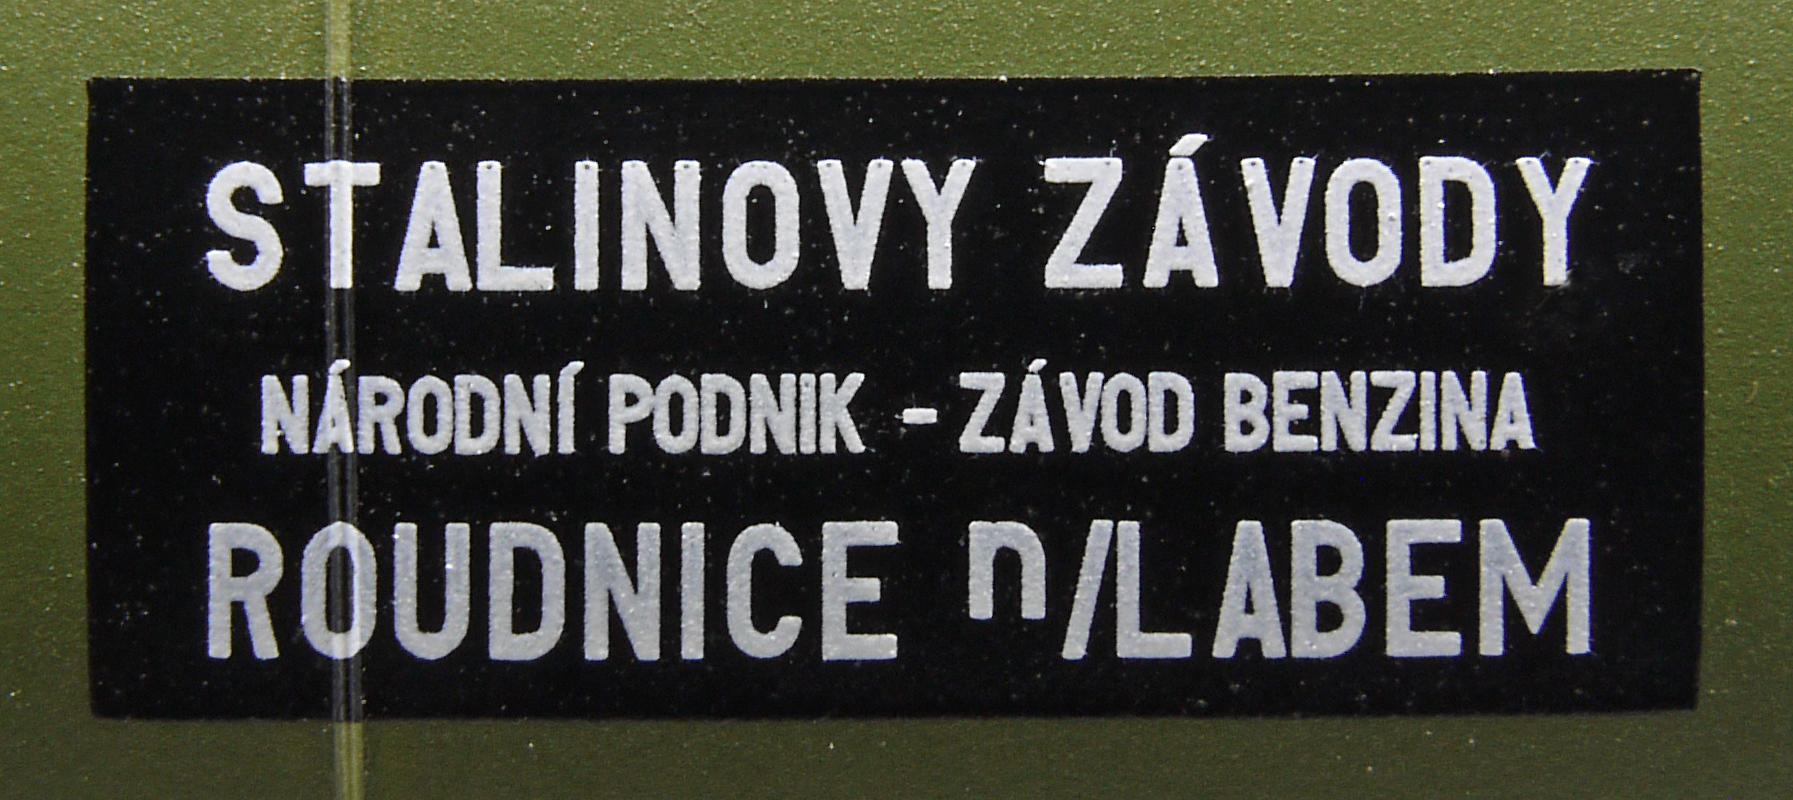 STALINOVY ZÁVODY
NÁRODNÍ PODNIK - ZÁVOD BENZINA
ROUDNICE n/LABEM